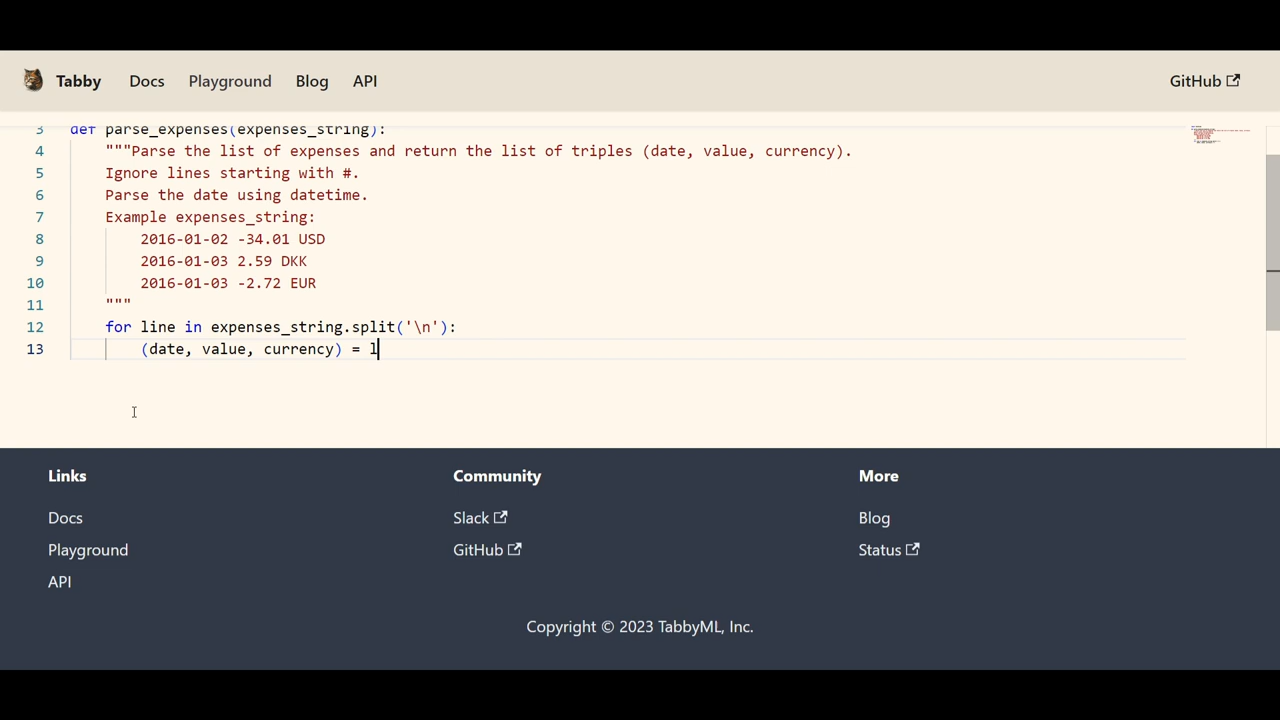 Tabby Docs Playground Blog API GitHub
3 def parse_expenses(expenses_string):
4 """Parse the list of expenses and return the list of triples (date, value, currency).
5 Ignore lines starting with #.
6 Parse the date using datetime.
7 Example expenses_string:
8 2016-01-02 -34.01 USD
9 2016-01-03 2.59 DKK
10 2016-01-03 -2.72 EUR
11 """
12 for line in expenses_string.split('\n'):
13 (date, value, currency) = l
Links Community More
Docs Slack Blog
Playground GitHub Status
API
Copyright © 2023 TabbyML, Inc.